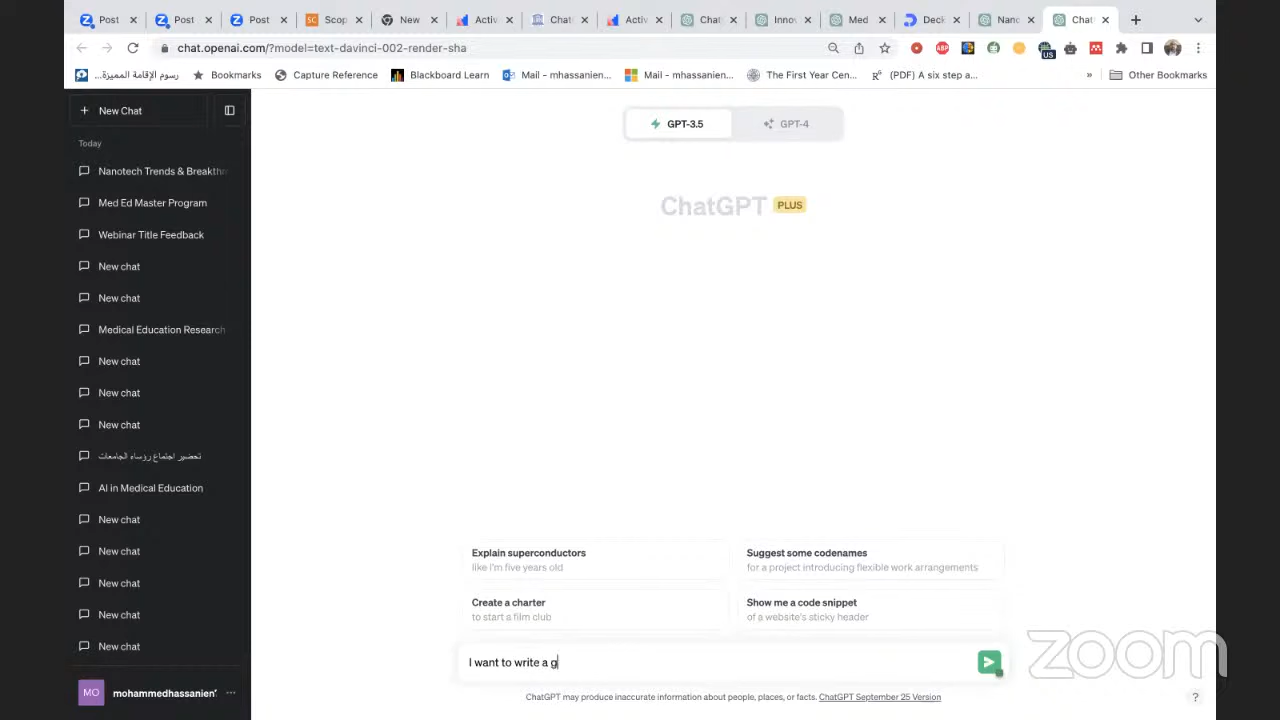 Post
Post
Post
Scop
New
Activ
Chat
Activ
Chat
Innov
Med
Deck
Nanc
Chat
chat.openai.com/?model=text-davinci-002-render-sha
ABP
US
رسوم الإقامة المميزة...
Bookmarks
Capture Reference
Blackboard Learn
Mail - mhassanien...
Mail - mhassanien...
The First Year Cen...
(PDF) A six step a...
»
Other Bookmarks
New Chat
GPT-3.5
GPT-4
Today
Nanotech Trends & Breakthr
Med Ed Master Program
ChatGPT PLUS
Webinar Title Feedback
New chat
New chat
Medical Education Research
New chat
New chat
New chat
تحضير اجتماع رؤساء الجامعات
AI in Medical Education
New chat
New chat
New chat
New chat
New chat
Explain superconductors
like I'm five years old
Suggest some codenames
for a project introducing flexible work arrangements
Create a charter
to start a film club
Show me a code snippet
of a website's sticky header
I want to write a g
zoom
MO
mohammedhassanien1
...
ChatGPT may produce inaccurate information about people, places, or facts. ChatGPT September 25 Version
?